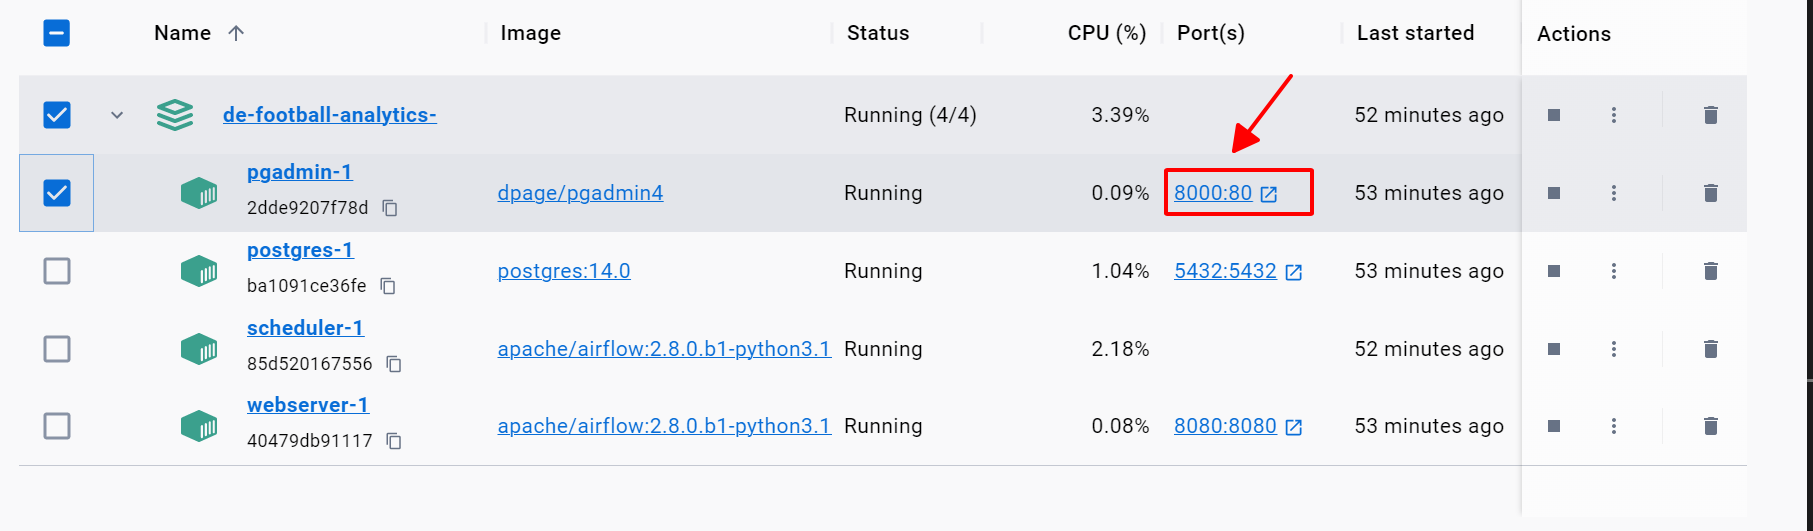 Name Image Status CPU (%) Port(s) Last started Actions
de-football-analytics- Running (4/4) 3.39% 52 minutes ago
pgadmin-1
2dde9207f78d dpage/pgadmin4 Running 0.09% 8000:80 53 minutes ago
postgres-1
ba1091ce36fe postgres:14.0 Running 1.04% 5432:5432 53 minutes ago
scheduler-1
85d520167556 apache/airflow:2.8.0.b1-python3.1 Running 2.18% 52 minutes ago
webserver-1
40479db91117 apache/airflow:2.8.0.b1-python3.1 Running 0.08% 8080:8080 53 minutes ago